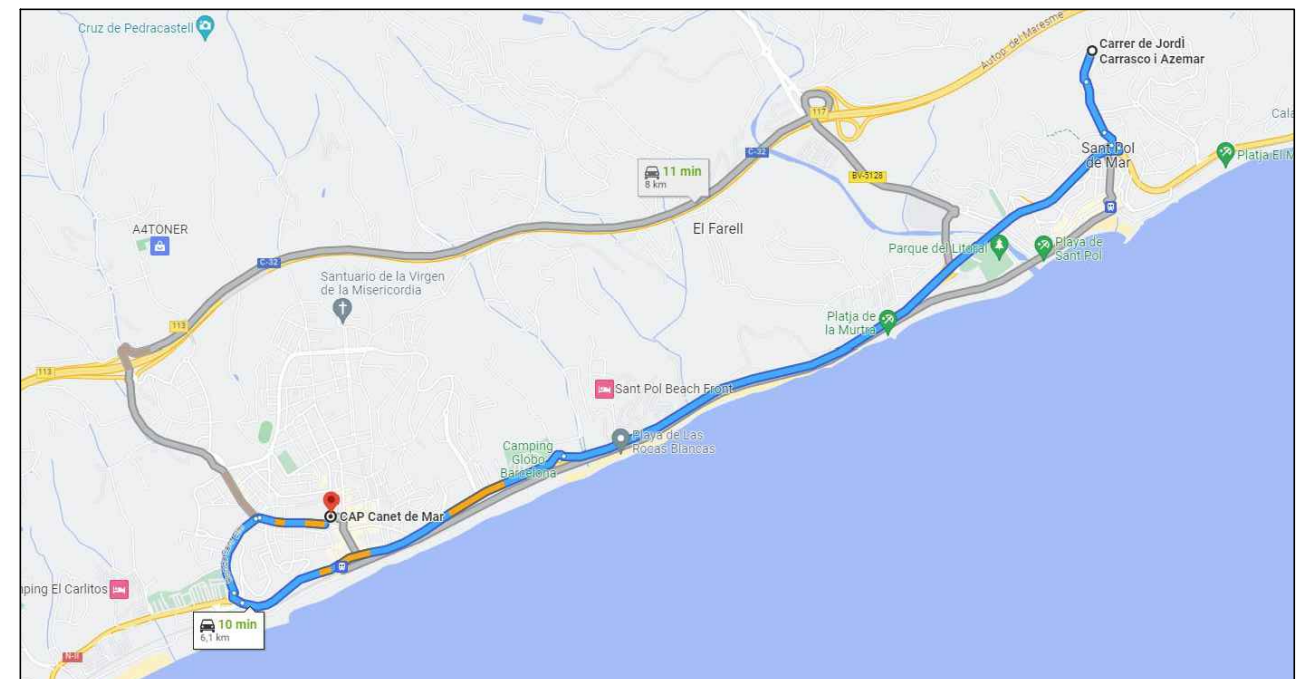 Cruz de Pedracastell
Autop. del Maresme
Carrer de Jordì
Carrasco i Azemar
117
Cala
C-32
Sant Pol
de Mar
Platja El M
11 min
8 km
BV-5128
A4TONER
El Farell
Parque del Litoral
Playa de
Sant Pol
C-32
Santuario de la Virgen
de la Misericordia
113
Platja de
la Murtra
113
Sant Pol Beach Front
Camping
Globo
Barcelona
Playa de Las
Rocas Blancas
CAP Canet de Mar
ping El Carlitos
10 min
6,1 km
N-II